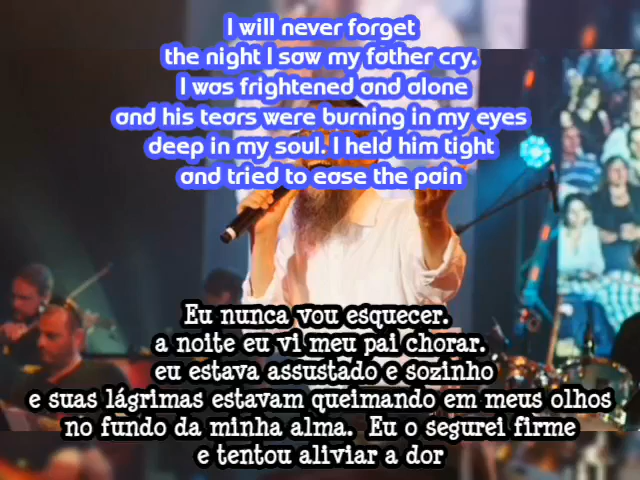 I will never forget
the night I saw my father cry.
I was frightened and alone
and his tears were burning in my eyes
deep in my soul. I held him tight
and tried to ease the pain
Eu nunca vou esquecer.
a noite eu vi meu pai chorar.
eu estava assustado e sozinho
e suas lágrimas estavam queimando em meus olhos
no fundo da minha alma. Eu o segurei firme
e tentou aliviar a dor